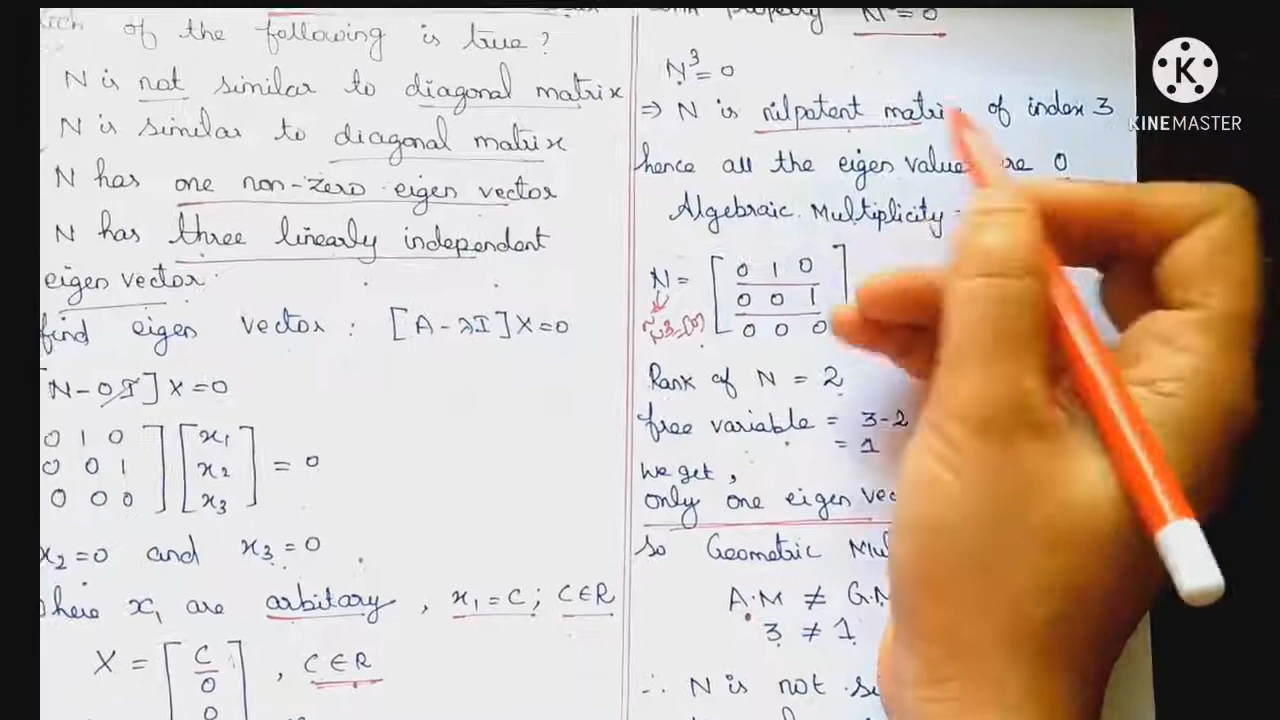 of the following is true?
N is not similar to diagonal matrix
N is similar to diagonal matrix
N has one non-zero eigen vector
N has three linearly independent
eigen vector.
find eigen vector : [A - λI] X = 0
[N - 0I] X = 0
0 1 0
0 0 1
0 0 0
x₁
x₂
x₃
= 0
x₂ = 0 and x₃ = 0
here x₁ are arbitary , x₁ = C ; C ∈ R
X = [C 0 0] , C ∈ R
N³ = 0
⇒ N is nilpotent matrix of index 3
hence all the eigen values are 0
Algebraic Multiplicity =
N =
0 1 0
0 0 1
0 0 0
Rank of N = 2
free variable = 3-2
= 1
We get,
only one eigen
So Geometric
A.M ≠ G.M
3 ≠ 1
∴ N is not
KINEMASTER